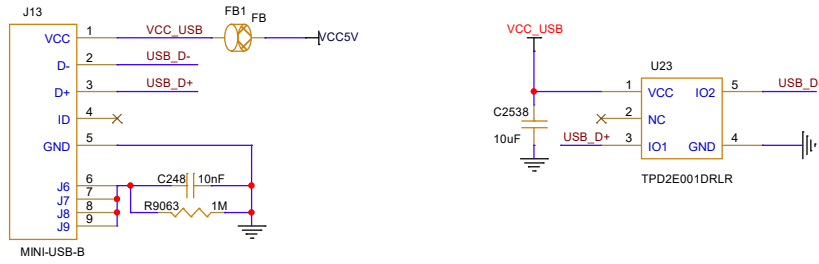 J13
FB1
FB
VCC
1
VCC_USB
VCC5V
D-
2
USB_D-
D+
3
USB_D+
ID
4
GND
5
J6
6
C248
10nF
J7
7
J8
8
R9063
1M
J9
9
MINI-USB-B
VCC_USB
U23
1
VCC
IO2
5
USB_D
C2538
2
NC
10uF
USB_D+
3
IO1
GND
4
TPD2E001DRLR